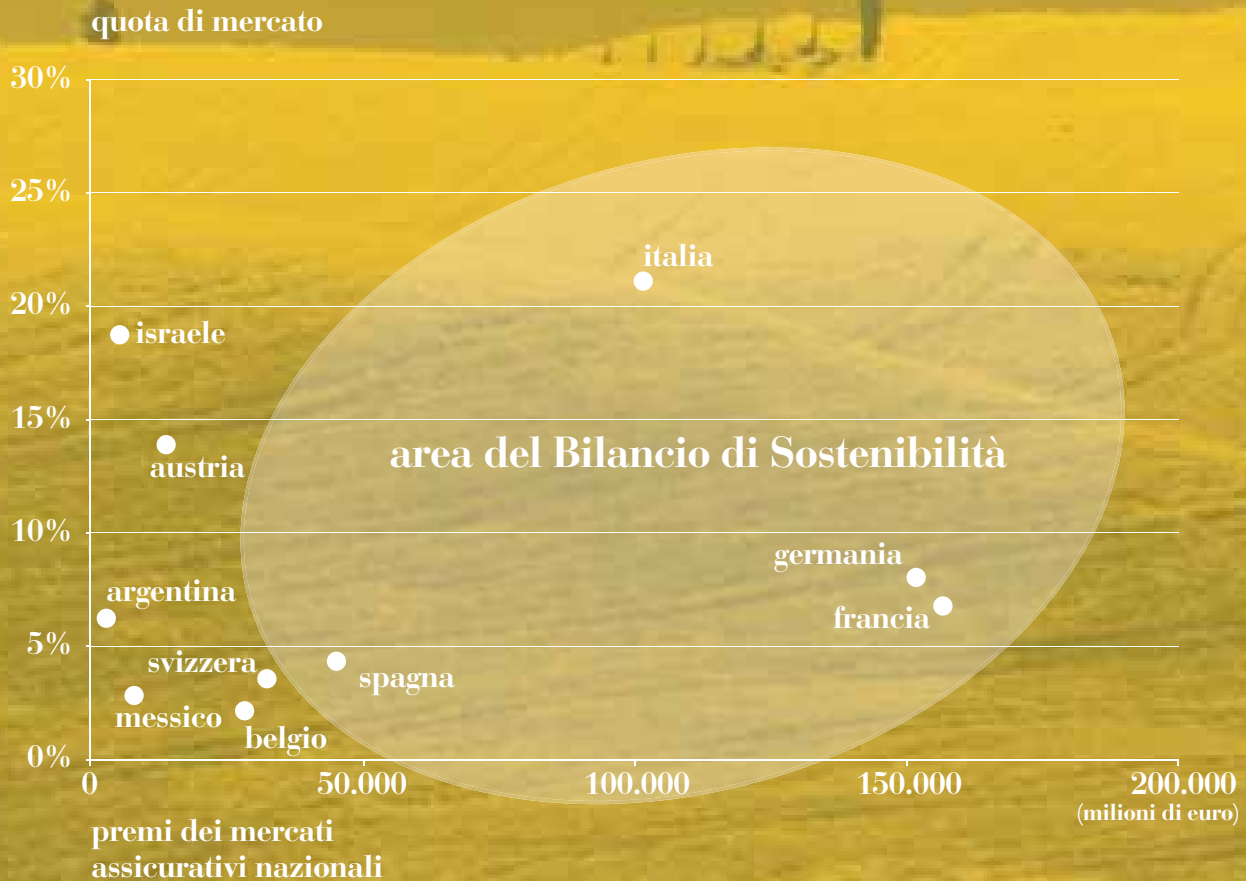 quota di mercato
30%
25%
italia
20%
israele
15%
area del Bilancio di Sostenibilità
austria
10%
germania
argentina
francia
5%
svizzera
spagna
messico
belgio
0%
0
50.000
100.000
150.000
200.000
(milioni di euro)
premi dei mercati
assicurativi nazionali